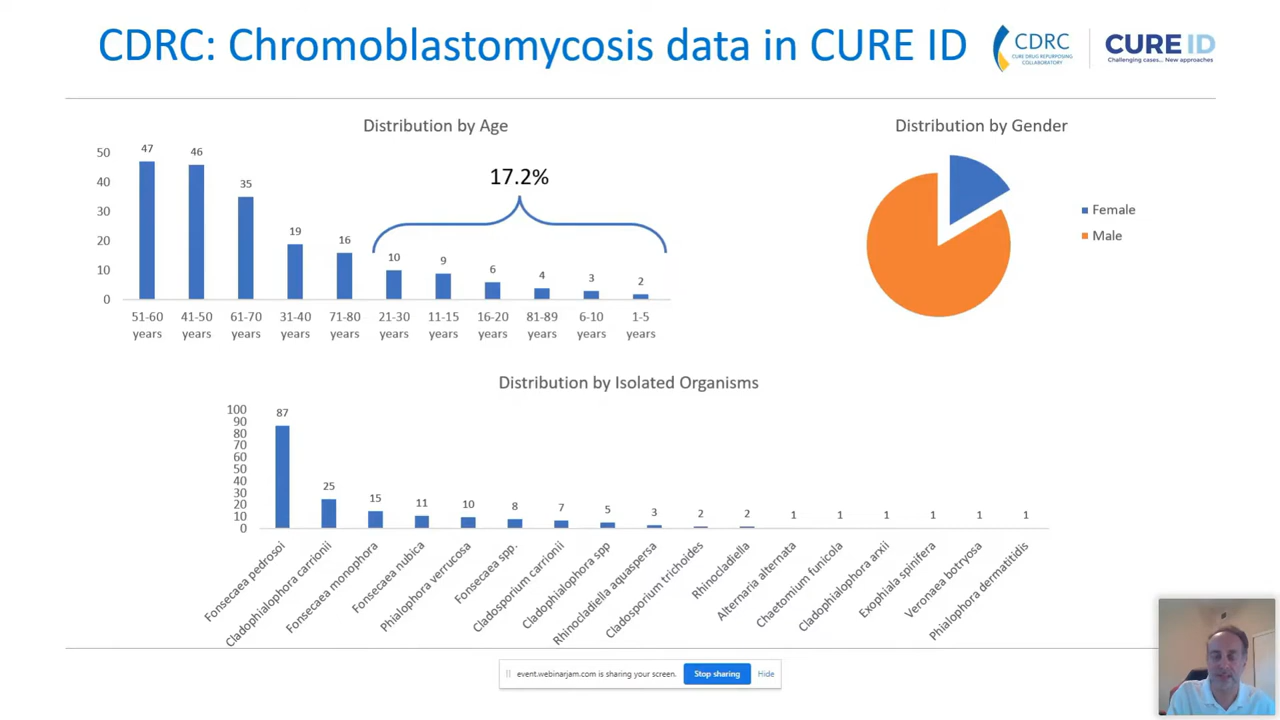 CDRC: Chromoblastomycosis data in CURE ID
CDRC
CURE DRUG REPURPOSING
COLLABORATORY
CURE ID
Challenging cases... New approaches
Distribution by Age
50
40
30
20
10
0
47
46
35
19
16
10
9
6
4
3
2
17.2%
51-60 years
41-50 years
61-70 years
31-40 years
71-80 years
21-30 years
11-15 years
16-20 years
81-89 years
6-10 years
1-5 years
Distribution by Gender
Female
Male
Distribution by Isolated Organisms
100
90
80
70
60
50
40
30
20
10
0
87
25
15
11
10
8
7
5
3
2
2
1
1
1
1
1
1
Fonsecaea pedrosoi
Cladophialophora carrionii
Fonsecaea monophora
Fonsecaea nubica
Phialophora verrucosa
Fonsecaea spp.
Cladosporium carrionii
Cladophialophora spp
Rhinocladiella aquaspersa
Cladosporium trichoides
Rhinocladiella
Alternaria alternata
Chaetomium funicola
Cladophialophora arxii
Exophiala spinifera
Veronaea botryosa
Phialophora dermatitidis
event.webinarjam.com is sharing your screen.
Stop sharing
Hide